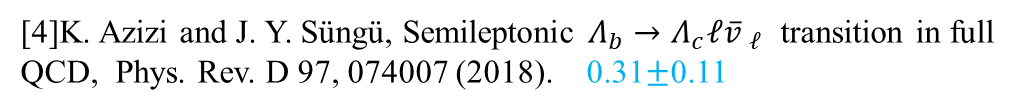 [4]K. Azizi and J. Y. Süngü, Semileptonic Λb → Λcℓν̄ ℓ transition in full
QCD, Phys. Rev. D 97, 074007 (2018). 0.31±0.11